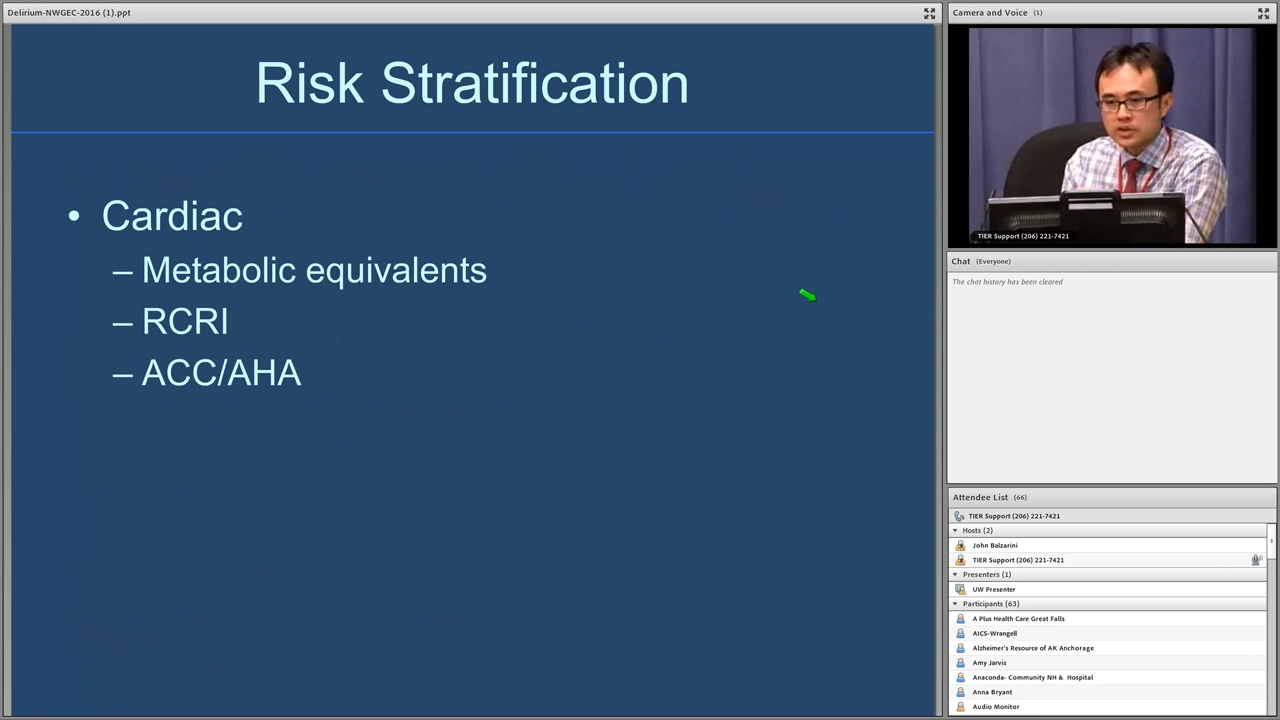 Delirium-NWGEC-2016 (1).ppt
Risk Stratification
• Cardiac
– Metabolic equivalents
– RCRI
– ACC/AHA
Camera and Voice (1)
TIER Support (206) 221-7421
Chat (Everyone)
The chat history has been cleared
Attendee List (66)
TIER Support (206) 221-7421
Hosts (2)
John Balzarini
TIER Support (206) 221-7421
Presenters (1)
UW Presenter
Participants (63)
A Plus Health Care Great Falls
AICS-Wrangell
Alzheimer's Resource of AK Anchorage
Amy Jarvis
Anaconda- Community NH & Hospital
Anna Bryant
Audio Monitor